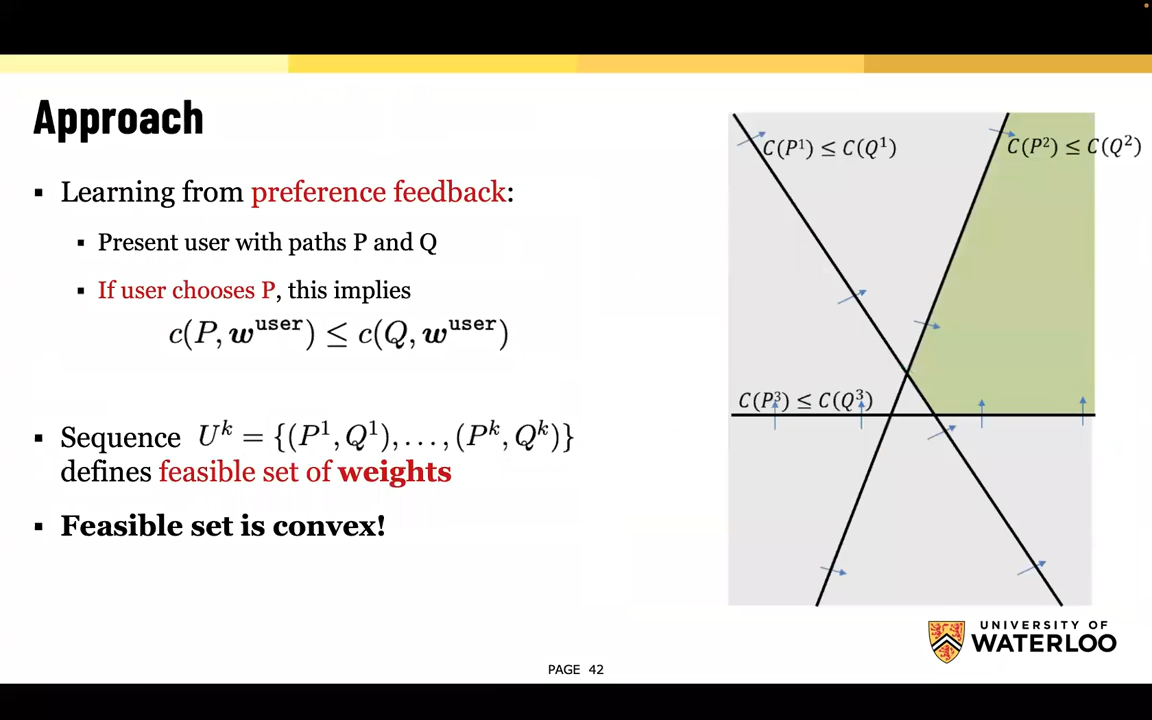 Approach
▪ Learning from preference feedback:
▪ Present user with paths P and Q
▪ If user chooses P, this implies
c(P, w^user) ≤ c(Q, w^user)
▪ Sequence U^k = {(P^1, Q^1), ..., (P^k, Q^k)}
defines feasible set of weights
▪ Feasible set is convex!
C(P^1) ≤ C(Q^1)
C(P^2) ≤ C(Q^2)
C(P^3) ≤ C(Q^3)
UNIVERSITY OF
WATERLOO
PAGE 42